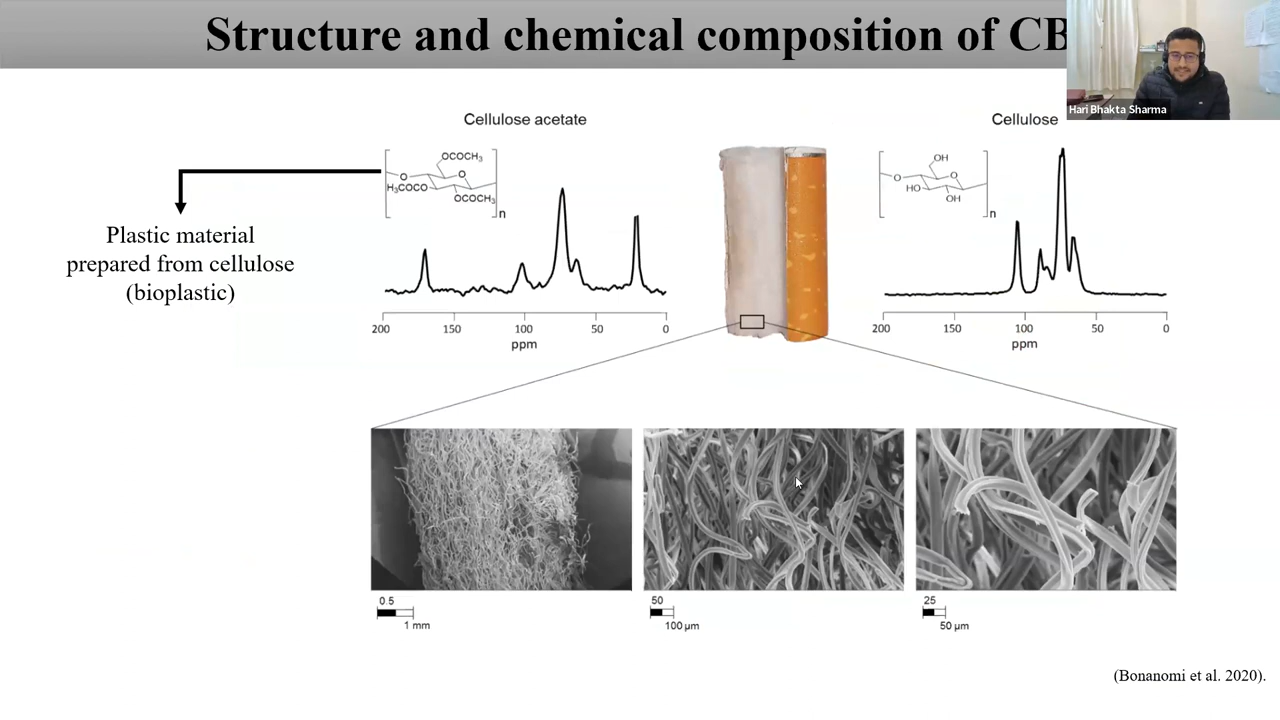 Structure and chemical composition of CB
Hari Bhakta Sharma
Cellulose acetate
Cellulose
OCOCH₃
O
O
H₃COCO
OCOCH₃
n
OH
O
O
HO
OH
n
Plastic material
prepared from cellulose
(bioplastic)
200 150 100 50 0
ppm
200 150 100 50 0
ppm
0.5
1 mm
50
100 µm
25
50 µm
(Bonanomi et al. 2020).